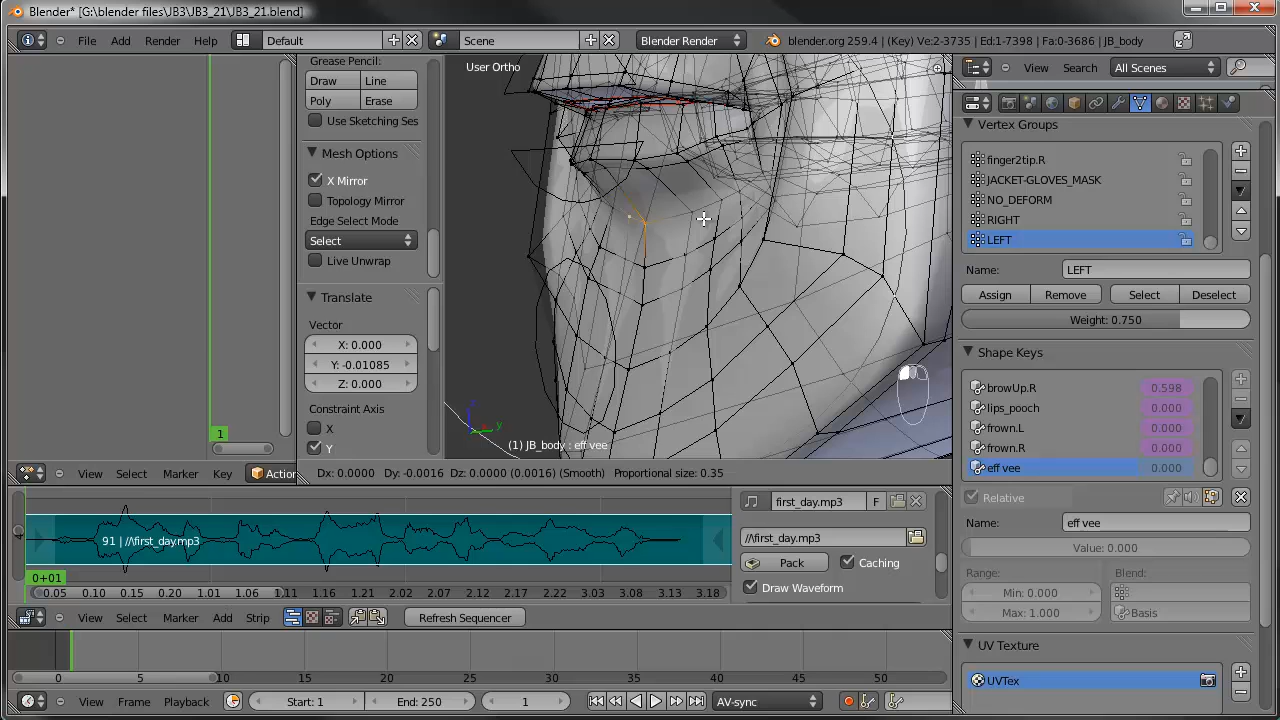 Blender* [G:\blender files\JB3\JB3_21\JB3_21.blend]
File Add Render Help Default Scene Blender Render blender.org 259.4 | (Key) Ve:2-3735 | Ed:1-7398 | Fa:0-3686 | JB_body
View Search All Scenes
Grease Pencil:
Draw Line
Poly Erase
Use Sketching Ses
Mesh Options
X Mirror
Topology Mirror
Edge Select Mode
Select
Live Unwrap
Translate
Vector
X: 0.000
Y: -0.01085
Z: 0.000
Constraint Axis
X
Y
User Ortho
z
y
(1) JB_body : eff vee
Dx: 0.0000 Dy: -0.0016 Dz: 0.0000 (0.0016) (Smooth) Proportional size: 0.35
1
View Select Marker Key Action
Vertex Groups
finger2tip.R
JACKET-GLOVES_MASK
NO_DEFORM
RIGHT
LEFT
Name: LEFT
Assign Remove Select Deselect
Weight: 0.750
Shape Keys
browUp.R 0.598
lips_pooch 0.000
frown.L 0.000
frown.R 0.000
eff vee 0.000
Relative
Name: eff vee
Value: 0.000
Range: Blend:
Min: 0.000
Max: 1.000 Basis
UV Texture
UVTex
91 | //first_day.mp3
0+01
0.05 0.10 0.15 0.20 1.01 1.06 1.11 1.16 1.21 2.02 2.07 2.12 2.17 2.22 3.03 3.08 3.13 3.18
first_day.mp3 F
//first_day.mp3
Pack Caching
Draw Waveform
View Select Marker Add Strip Refresh Sequencer
0 5 10 15 20 25 30 35 40 45 50
View Frame Playback Start: 1 End: 250 1 AV-sync